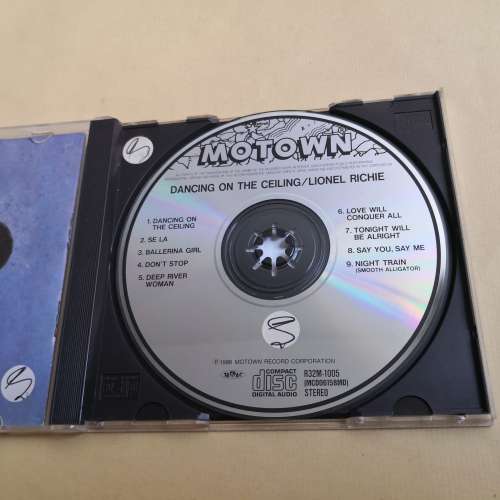 MOTOWN
DANCING ON THE CEILING/LIONEL RICHIE
1. DANCING ON
THE CEILING
2. SE LA
3. BALLERINA GIRL
4. DON'T STOP
5. DEEP RIVER
WOMAN
6. LOVE WILL
CONQUER ALL
7. TONIGHT WILL
BE ALRIGHT
8. SAY YOU, SAY ME
9. NIGHT TRAIN
(SMOOTH ALLIGATOR)
℗ 1986 MOTOWN RECORD CORPORATION
COMPACT
disc
DIGITAL AUDIO
R32M-1005
(MCD06158MD)
STEREO